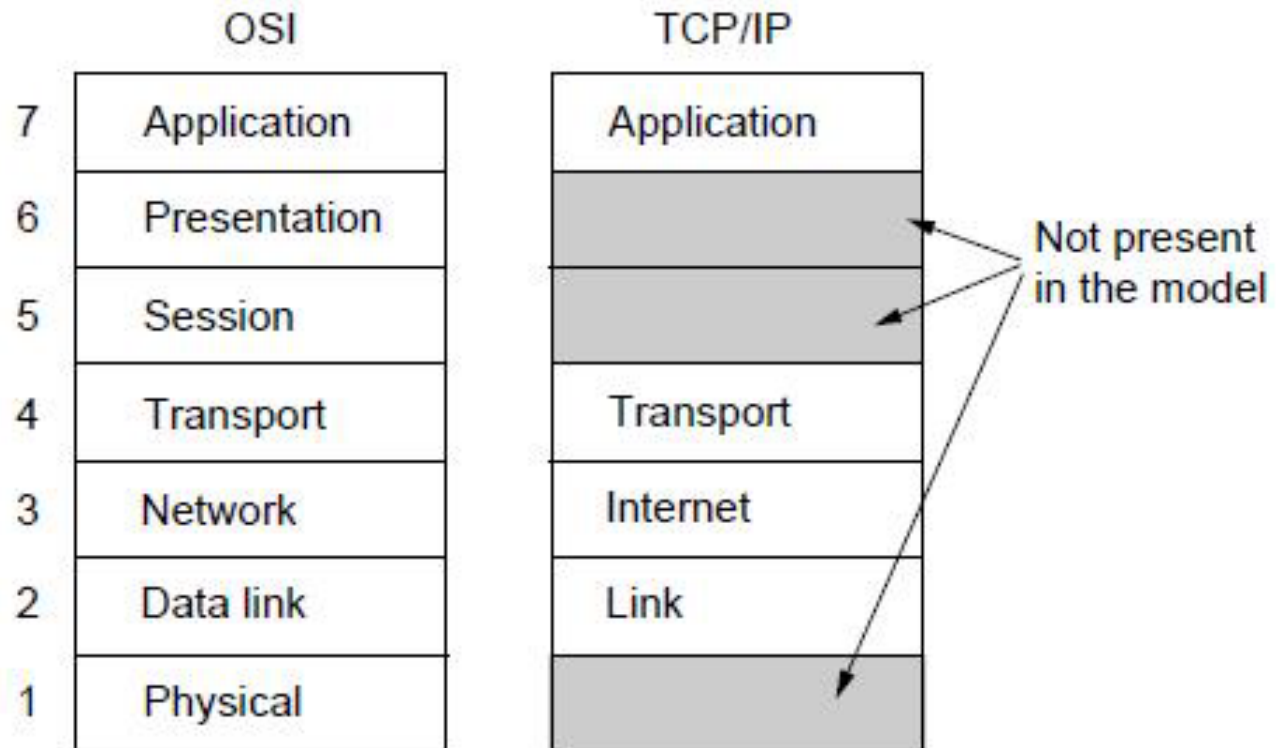 OSI TCP/IP
7 Application Application
6 Presentation
5 Session
4 Transport Transport
3 Network Internet
2 Data link Link
1 Physical
Not present
in the model